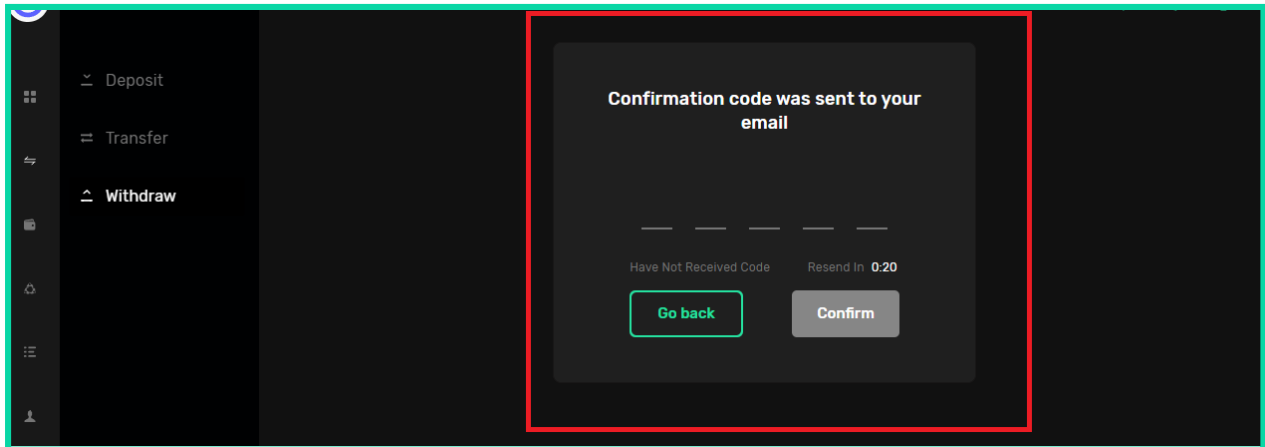 Deposit
Transfer
Withdraw
Confirmation code was sent to your
email
Have Not Received Code
Resend In 0:20
Go back
Confirm